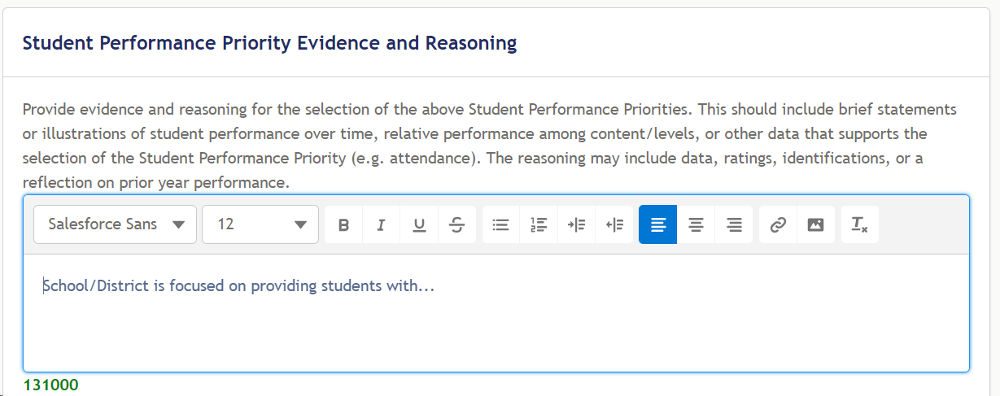 Student Performance Priority Evidence and Reasoning
Provide evidence and reasoning for the selection of the above Student Performance Priorities. This should include brief statements
or illustrations of student performance over time, relative performance among content/levels, or other data that supports the
selection of the Student Performance Priority (e.g. attendance). The reasoning may include data, ratings, identifications, or a
reflection on prior year performance.
Salesforce Sans 12 B I U S Tx
School/District is focused on providing students with...
131000